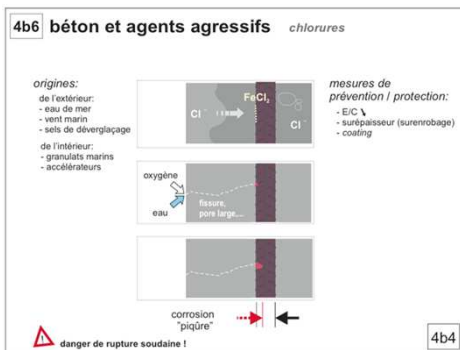 4b6 béton et agents agressifs chlorures
origines:
de l'extérieur:
- eau de mer
- vent marin
- sels de déverglaçage
de l'intérieur:
- granulats marins
- accélérateurs
FeCl₂
Cl⁻
Cl⁻
oxygène
eau
fissure,
pore large,...
corrosion
"piqûre"
mesures de
prévention / protection:
- E/C
- surépaisseur (surenrobage)
- coating
danger de rupture soudaine !
4b4